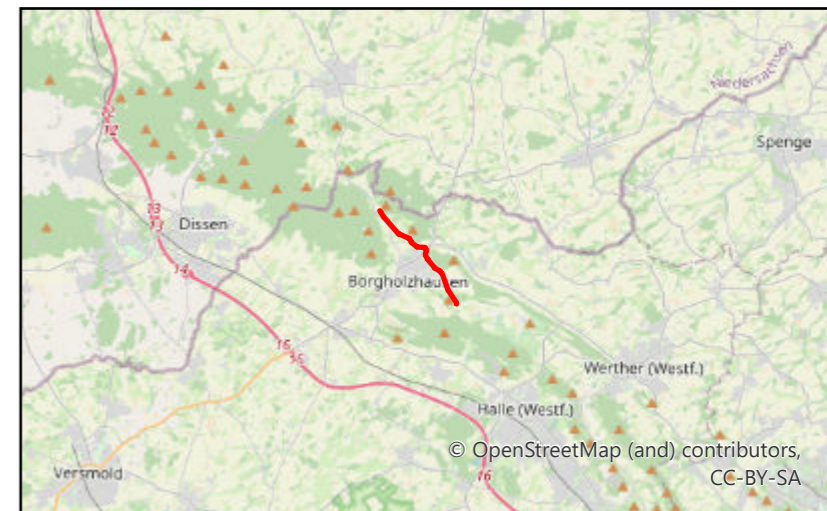 Niedersachsen
Spenge
12
13
13
Dissen
14
Borgholzhausen
16
15
Werther (Westf.)
Halle (Westf.)
© OpenStreetMap (and) contributors,
CC-BY-SA
Versmold
16